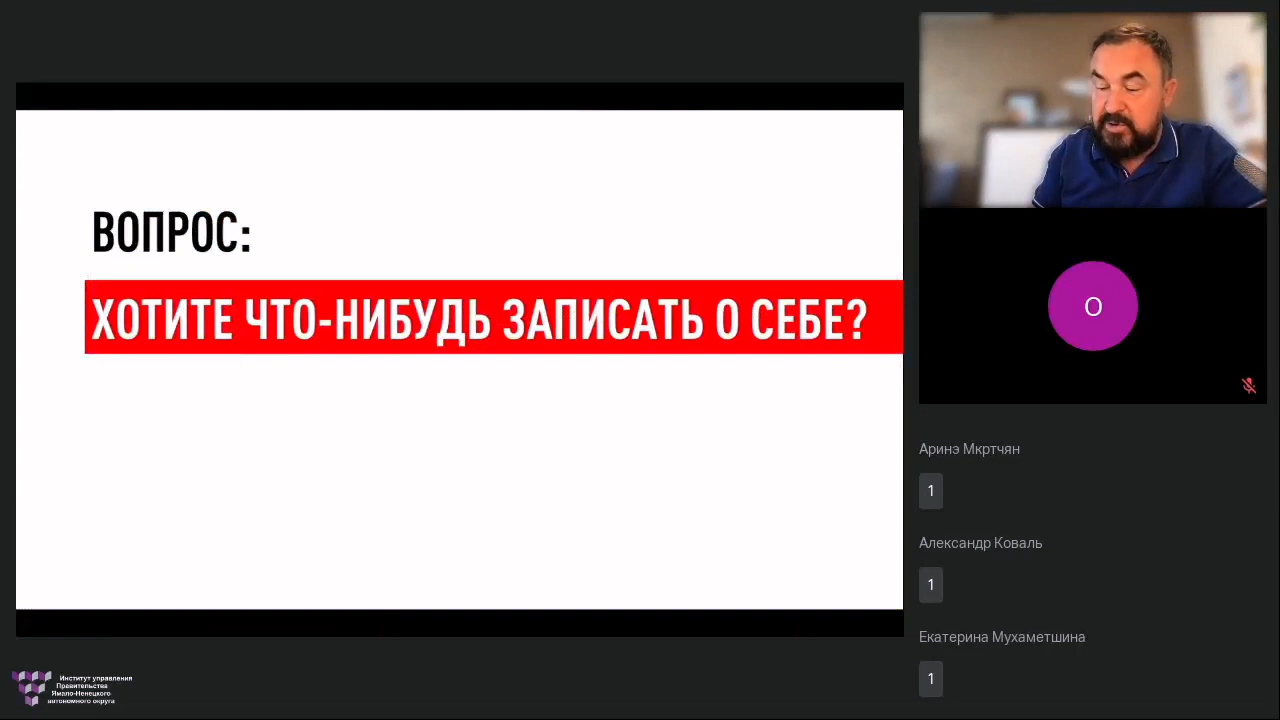 ВОПРОС:
ХОТИТЕ ЧТО-НИБУДЬ ЗАПИСАТЬ О СЕБЕ?
О
Аринэ Мкртчян
1
Александр Коваль
1
Екатерина Мухаметшина
1
Институт управления
Правительства
Ямало-Ненецкого
автономного округа